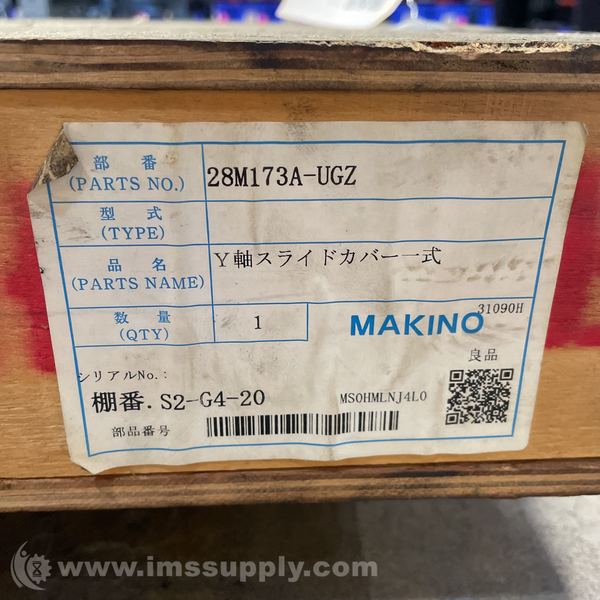 部番
(PARTS NO.)
28M173A-UGZ
型式
(TYPE)
品名
(PARTS NAME)
Y軸スライドカバー一式
数量
(QTY)
1
MAKINO
31090H
良品
シリアルNo.:
棚番.S2-G4-20
MSOHMLNJ4L0
部品番号
www.imssupply.com